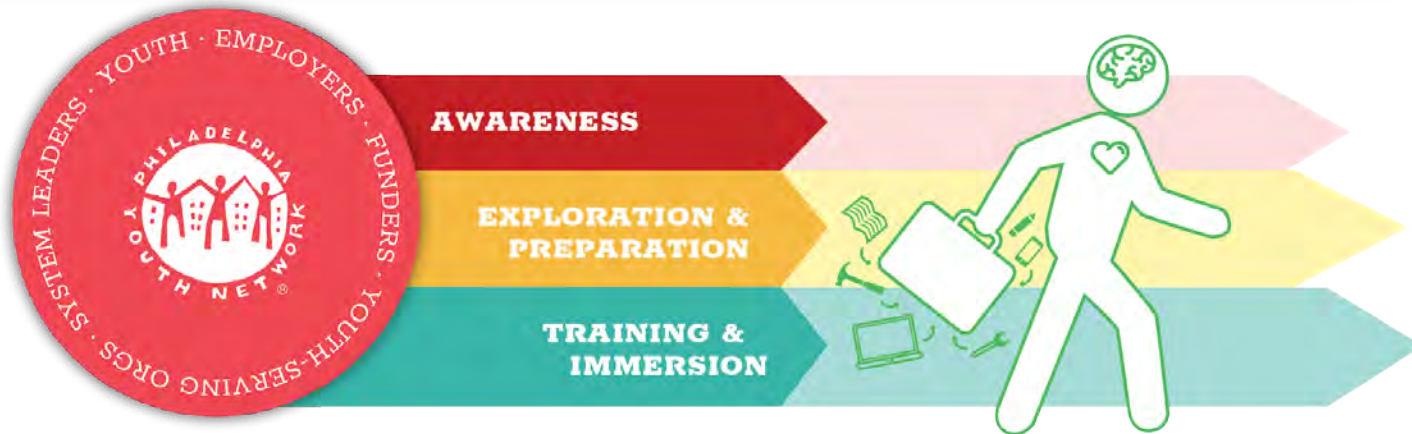 SYSTEM LEADERS · YOUTH · EMPLOYERS · FUNDERS · YOUTH-SERVING ORGS ·
PHILADELPHIA
YOUTH NETWORK®
AWARENESS
EXPLORATION &
PREPARATION
TRAINING &
IMMERSION